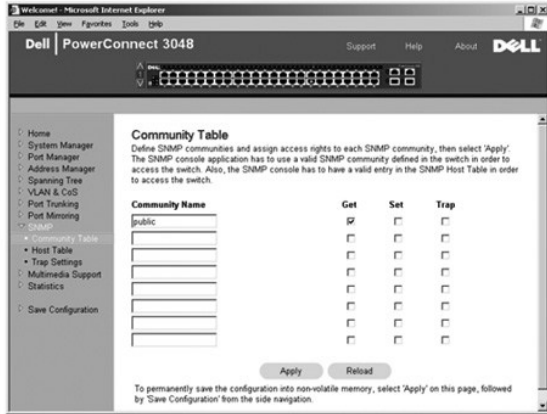 Welcome! - Microsoft Internet Explorer
File Edit View Favorites Tools Help
Dell | PowerConnect 3048
Support Help About DELL
Home
System Manager
Port Manager
Address Manager
Spanning Tree
VLAN & CoS
Port Trunking
Port Mirroring
SNMP
Community Table
Host Table
Trap Settings
Multimedia Support
Statistics
Save Configuration
Community Table
Define SNMP communities and assign access rights to each SNMP community, then select 'Apply'.
The SNMP console application has to use a valid SNMP community defined in the switch in order to
access the switch. Also, the SNMP console has to have a valid entry in the SNMP Host Table in order
to access the switch.
Community Name Get Set Trap
public
Apply Reload
To permanently save the configuration into non-volatile memory, select 'Apply' on this page, followed
by 'Save Configuration' from the side navigation.